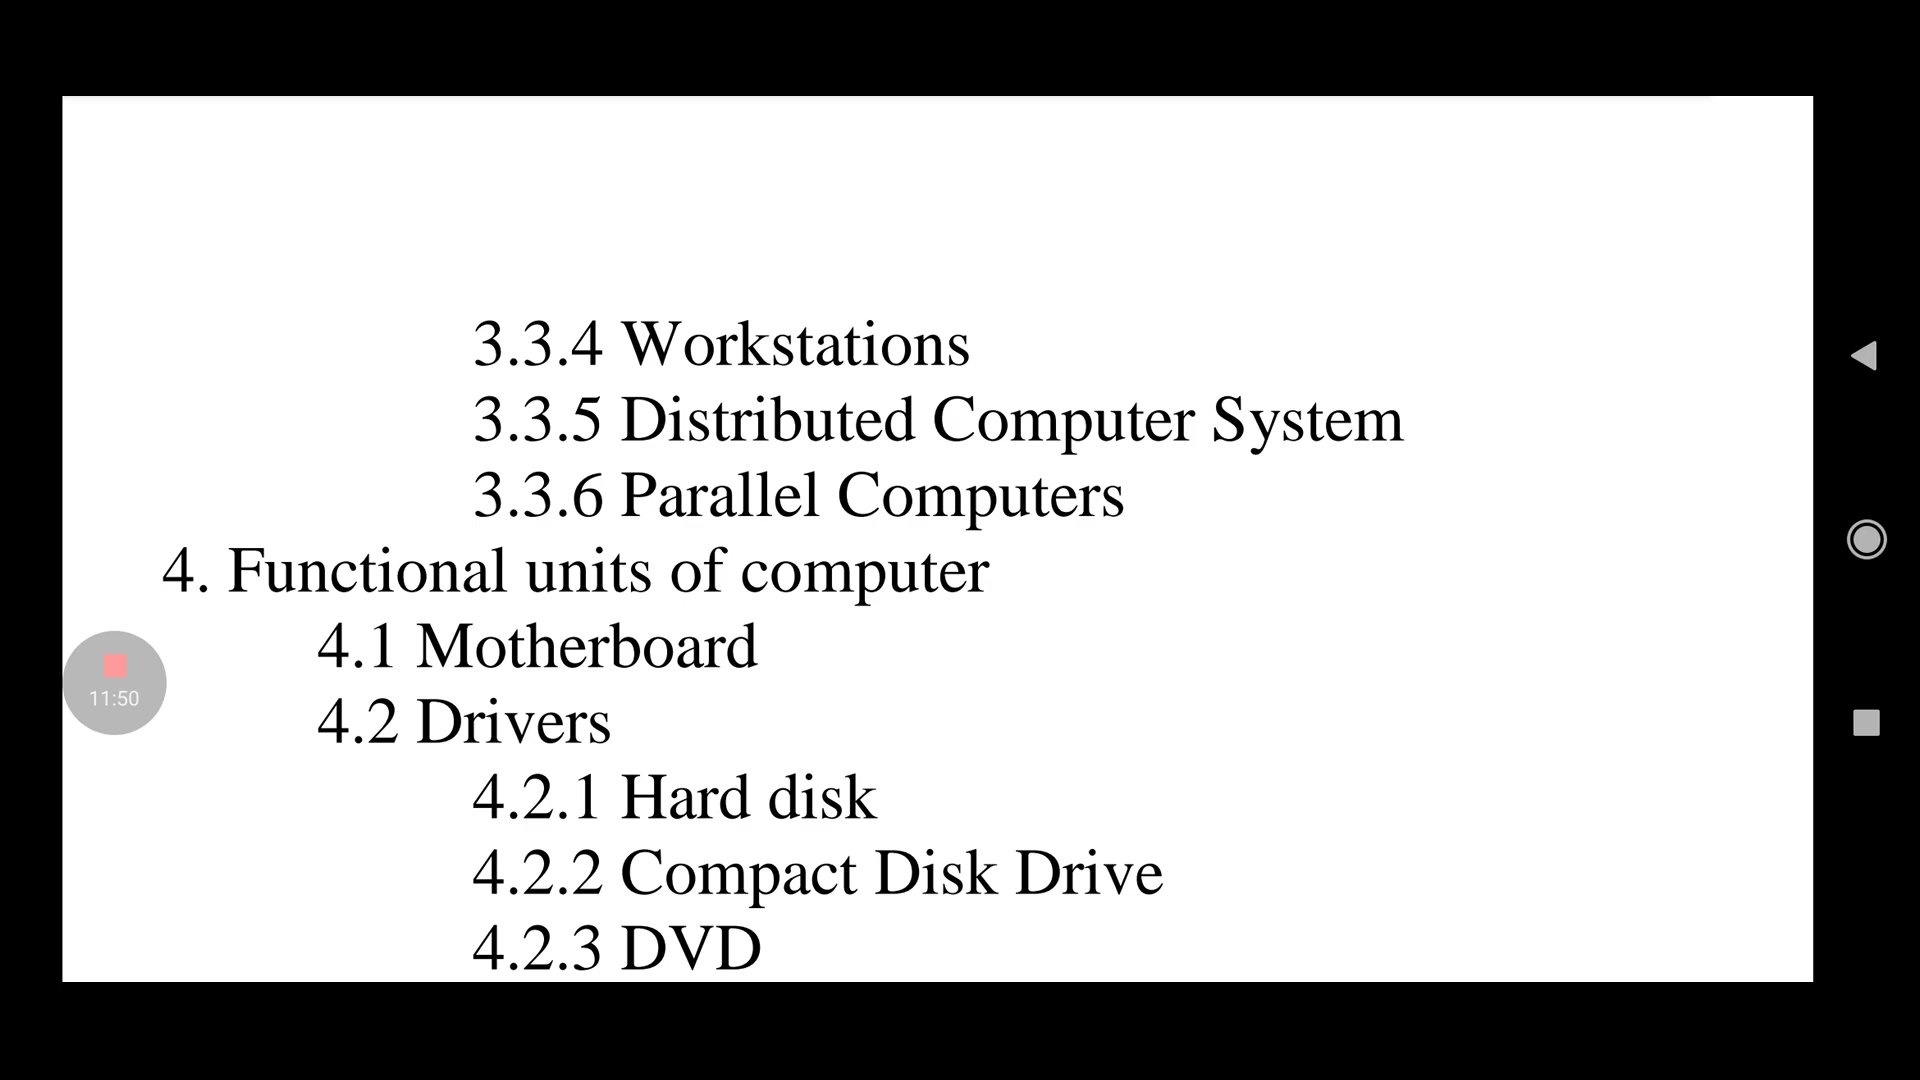 3.3.4 Workstations
3.3.5 Distributed Computer System
3.3.6 Parallel Computers
4. Functional units of computer
4.1 Motherboard
11:50
4.2 Drivers
4.2.1 Hard disk
4.2.2 Compact Disk Drive
4.2.3 DVD